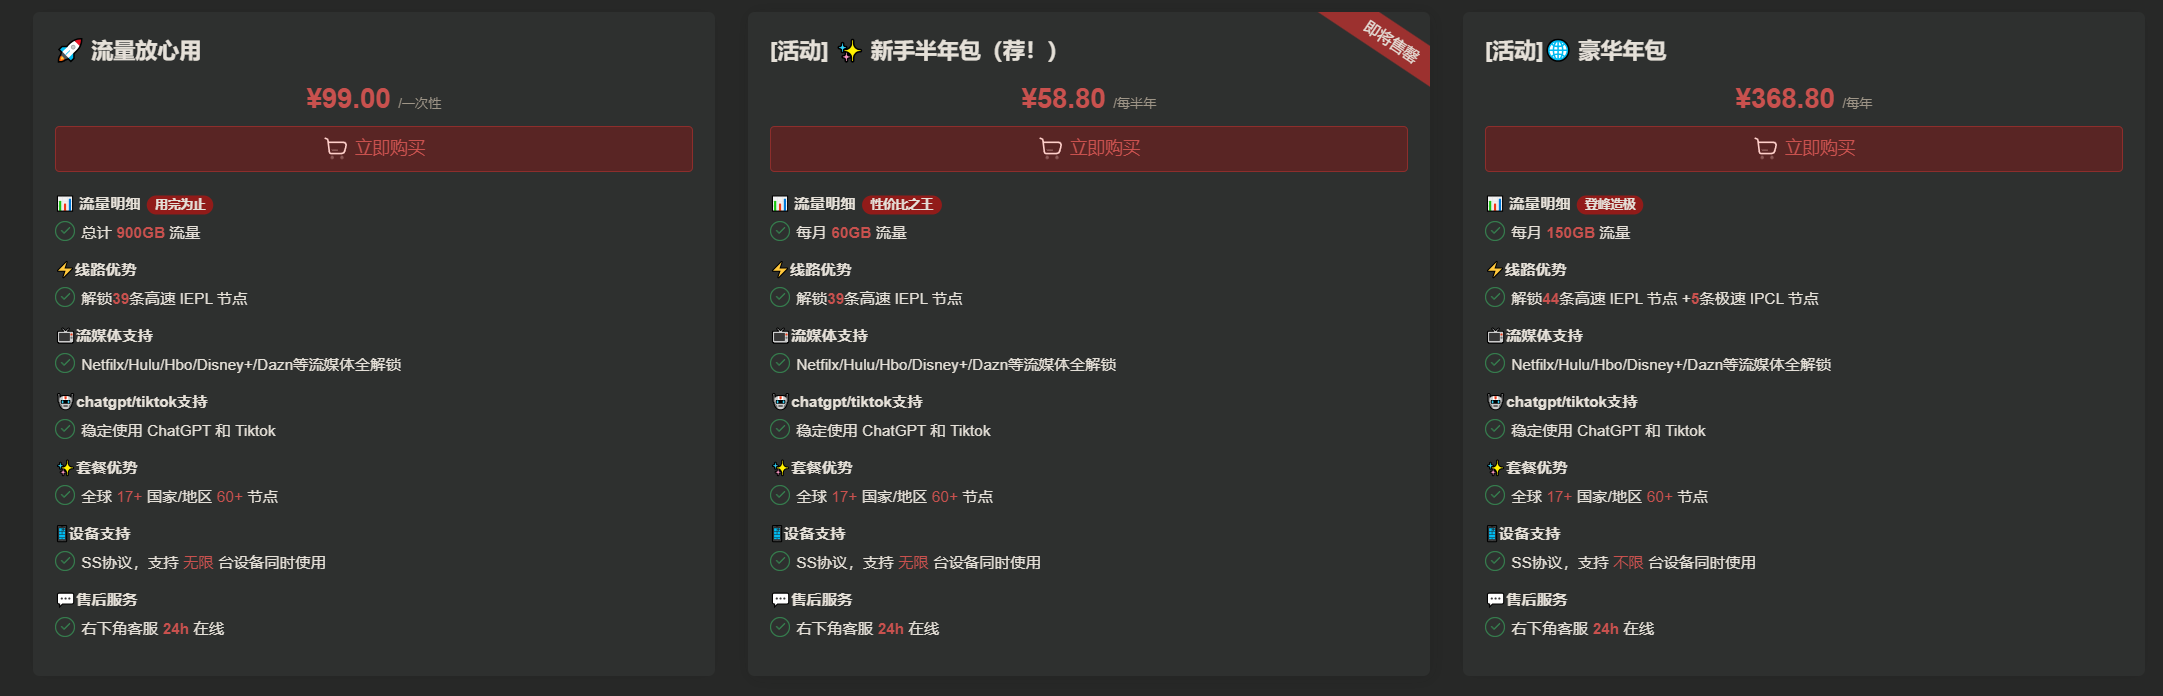 流量放心用
¥99.00 /一次性
立即购买
流量明细 用完为止
总计 900GB 流量
线路优势
解锁39条高速 IEPL 节点
流媒体支持
Netfilx/Hulu/Hbo/Disney+/Dazn等流媒体全解锁
chatgpt/tiktok支持
稳定使用 ChatGPT 和 Tiktok
套餐优势
全球 17+ 国家/地区 60+ 节点
设备支持
SS协议，支持 无限 台设备同时使用
售后服务
右下角客服 24h 在线
[活动] 新手半年包（荐！）
即将售罄
¥58.80 /每半年
立即购买
流量明细 性价比之王
每月 60GB 流量
线路优势
解锁39条高速 IEPL 节点
流媒体支持
Netfilx/Hulu/Hbo/Disney+/Dazn等流媒体全解锁
chatgpt/tiktok支持
稳定使用 ChatGPT 和 Tiktok
套餐优势
全球 17+ 国家/地区 60+ 节点
设备支持
SS协议，支持 无限 台设备同时使用
售后服务
右下角客服 24h 在线
[活动] 豪华年包
¥368.80 /每年
立即购买
流量明细 登峰造极
每月 150GB 流量
线路优势
解锁44条高速 IEPL 节点 +5条极速 IPCL 节点
流媒体支持
Netfilx/Hulu/Hbo/Disney+/Dazn等流媒体全解锁
chatgpt/tiktok支持
稳定使用 ChatGPT 和 Tiktok
套餐优势
全球 17+ 国家/地区 60+ 节点
设备支持
SS协议，支持 不限 台设备同时使用
售后服务
右下角客服 24h 在线